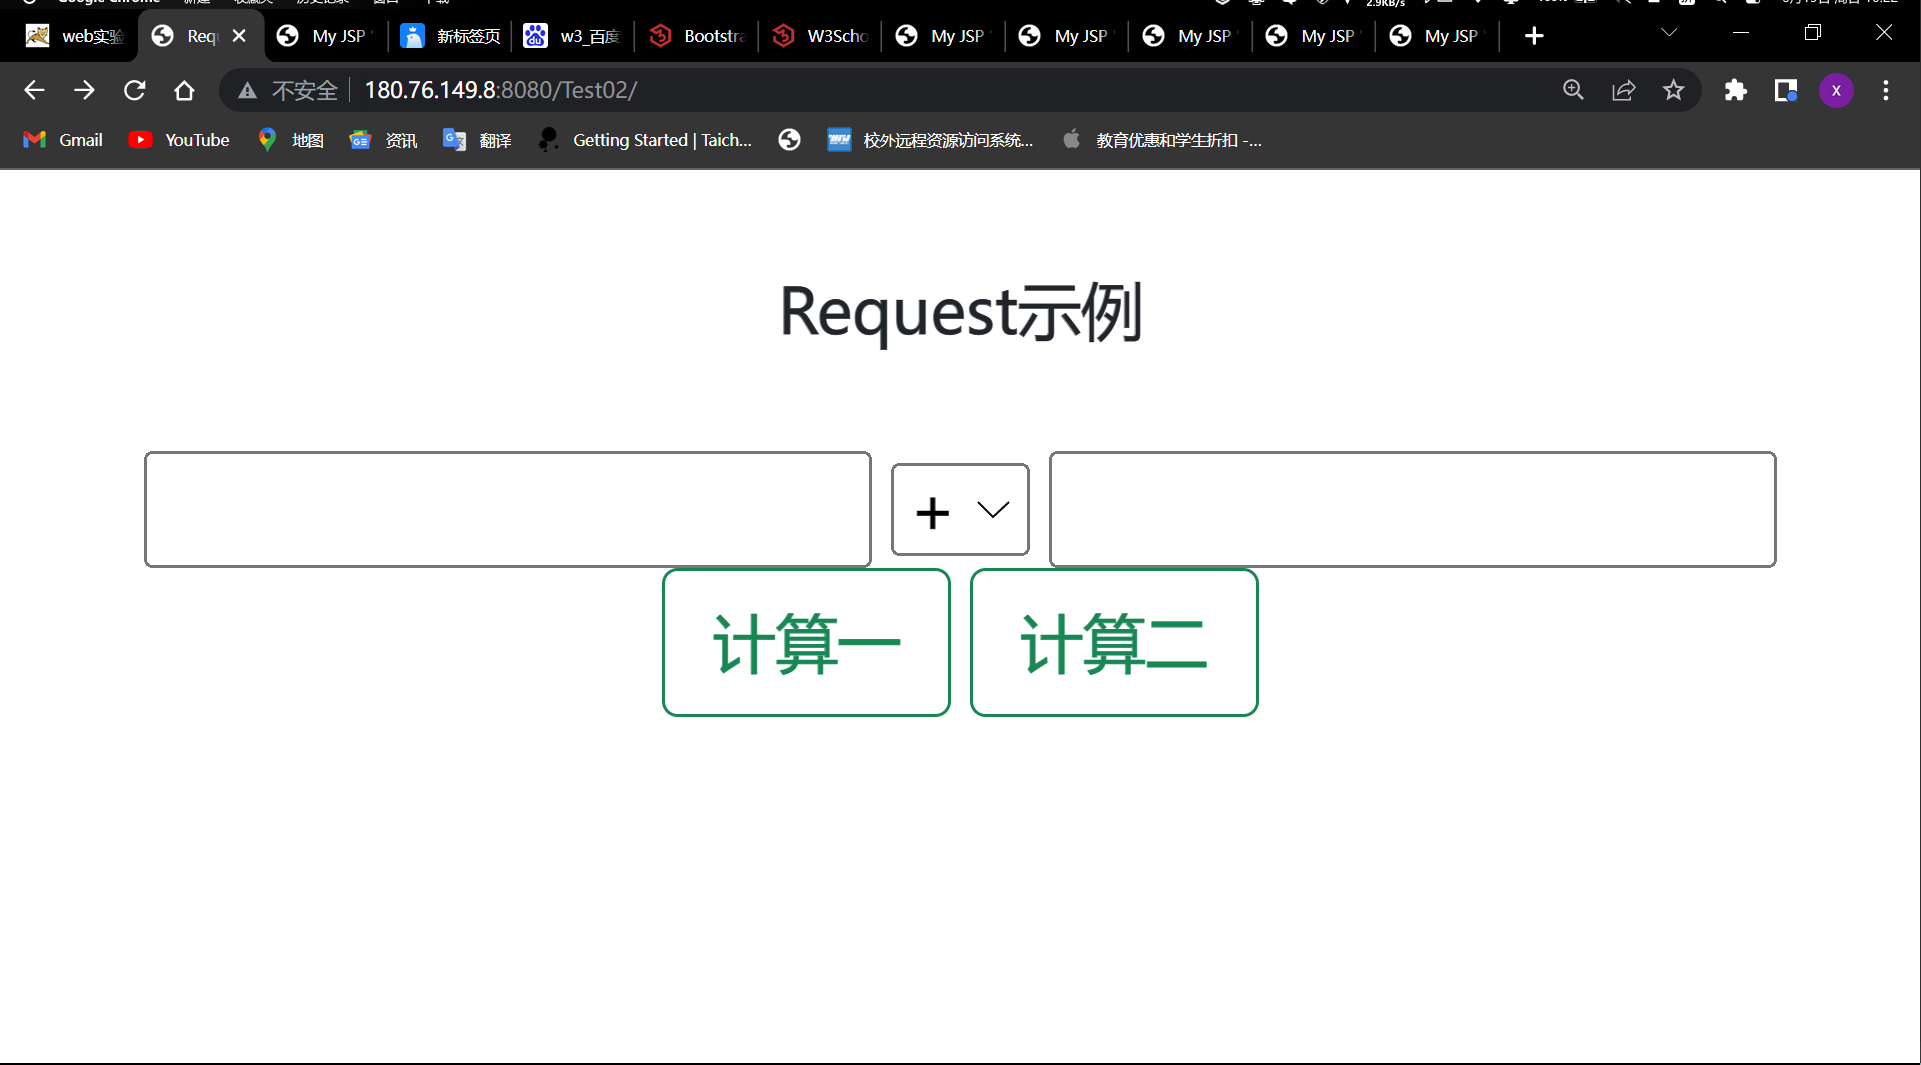 2.9KB/s
web实验
Requ
My JSP
新标签页
w3_百度
Bootstra
W3Scho
My JSP
My JSP
My JSP
My JSP
My JSP
不安全
180.76.149.8:8080/Test02/
X
Gmail
YouTube
地图
资讯
翻译
Getting Started | Taich...
校外远程资源访问系统...
教育优惠和学生折扣 -...
Request示例
+
计算一
计算二